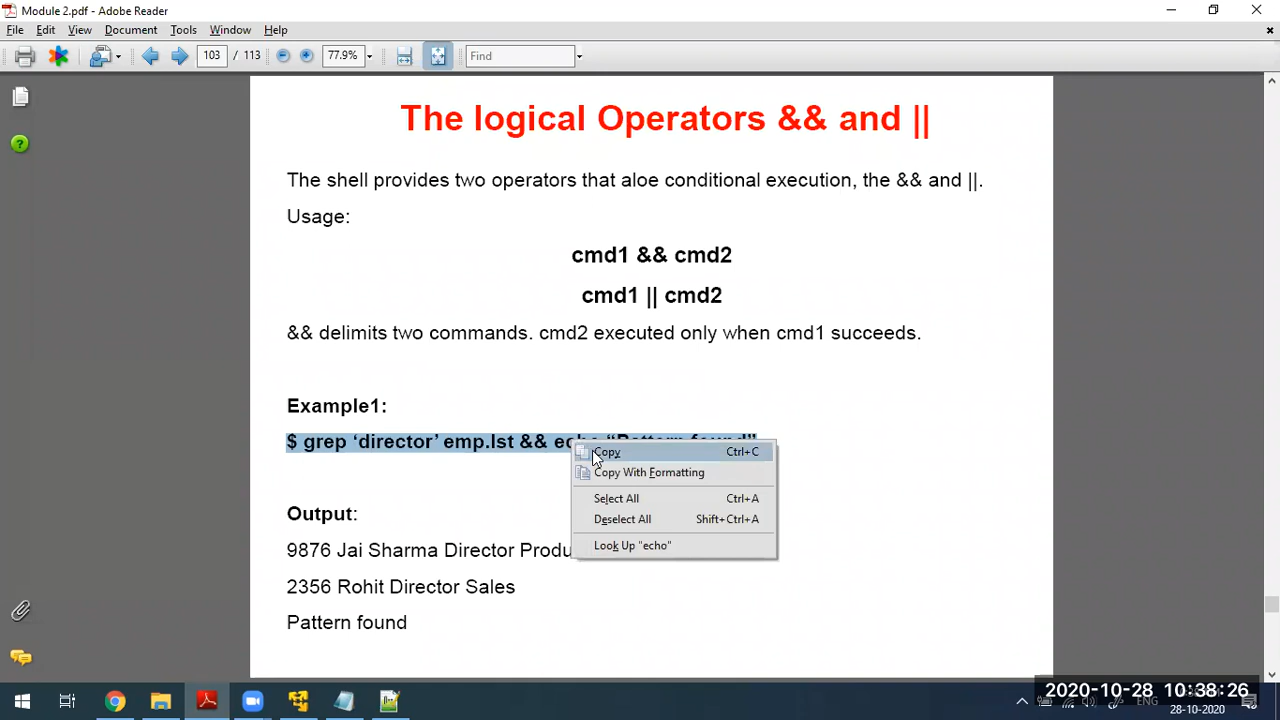 Module 2.pdf - Adobe Reader
File Edit View Document Tools Window Help
103 / 113 77.9% Find
The logical Operators && and ||
The shell provides two operators that aloe conditional execution, the && and ||.
Usage:
cmd1 && cmd2
cmd1 || cmd2
&& delimits two commands. cmd2 executed only when cmd1 succeeds.
Example1:
$ grep ‘director’ emp.lst && echo “Pattern found”
Copy Ctrl+C
Copy With Formatting
Select All Ctrl+A
Deselect All Shift+Ctrl+A
Look Up "echo"
Output:
9876 Jai Sharma Director
2356 Rohit Director Sales
Pattern found
2020-10-28 10:38:26
ENG 28-10-2020